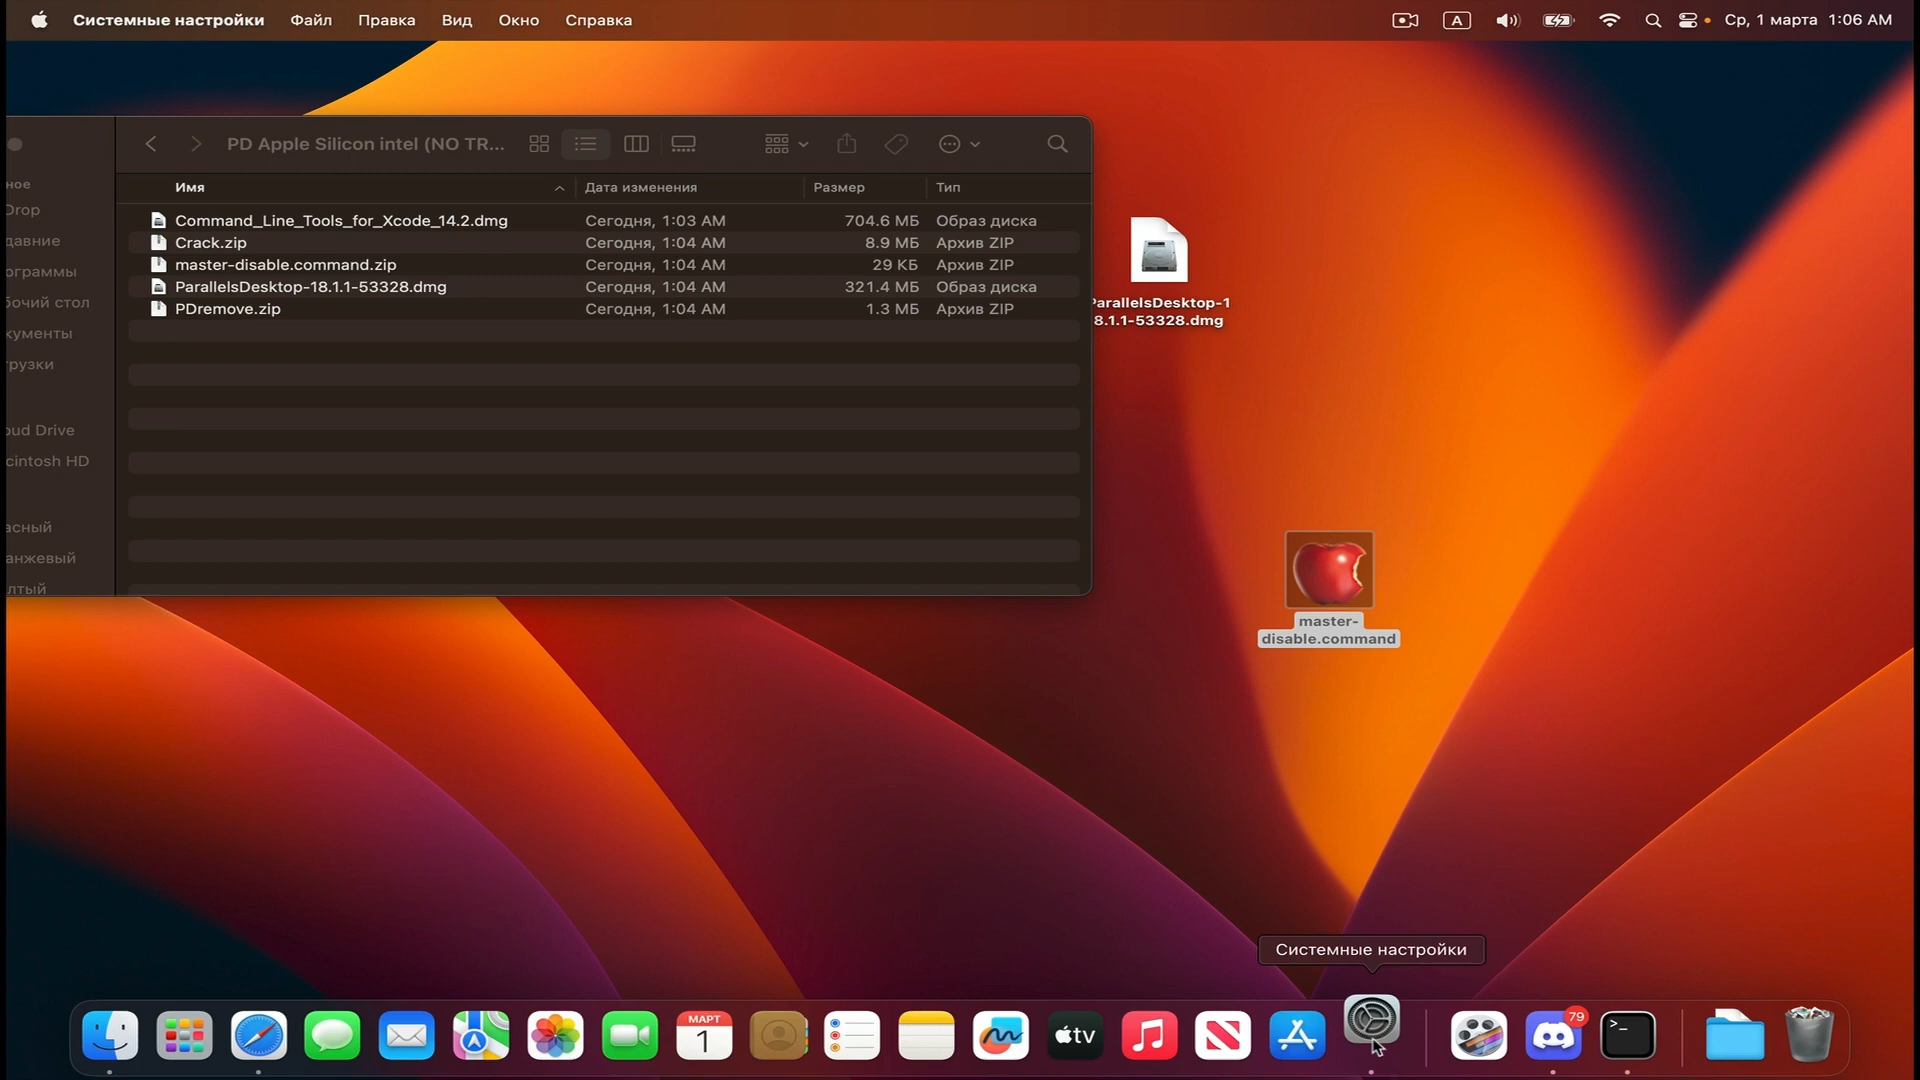 Системные настройки Файл Правка Вид Окно Справка A Ср, 1 марта 1:06 AM
PD Apple Silicon intel (NO TR...
Имя Дата изменения Размер Тип
Command_Line_Tools_for_Xcode_14.2.dmg Сегодня, 1:03 AM 704.6 МБ Образ диска
Crack.zip Сегодня, 1:04 AM 8.9 МБ Архив ZIP
master-disable.command.zip Сегодня, 1:04 AM 29 КБ Архив ZIP
ParallelsDesktop-18.1.1-53328.dmg Сегодня, 1:04 AM 321.4 МБ Образ диска
PDremove.zip Сегодня, 1:04 AM 1.3 МБ Архив ZIP
ное
Drop
давние
ограммы
бочий стол
кументы
грузки
oud Drive
cintosh HD
асный
анжевый
лтый
ParallelsDesktop-1
8.1.1-53328.dmg
master-
disable.command
Системные настройки
МАРТ
1
tv
79
>_